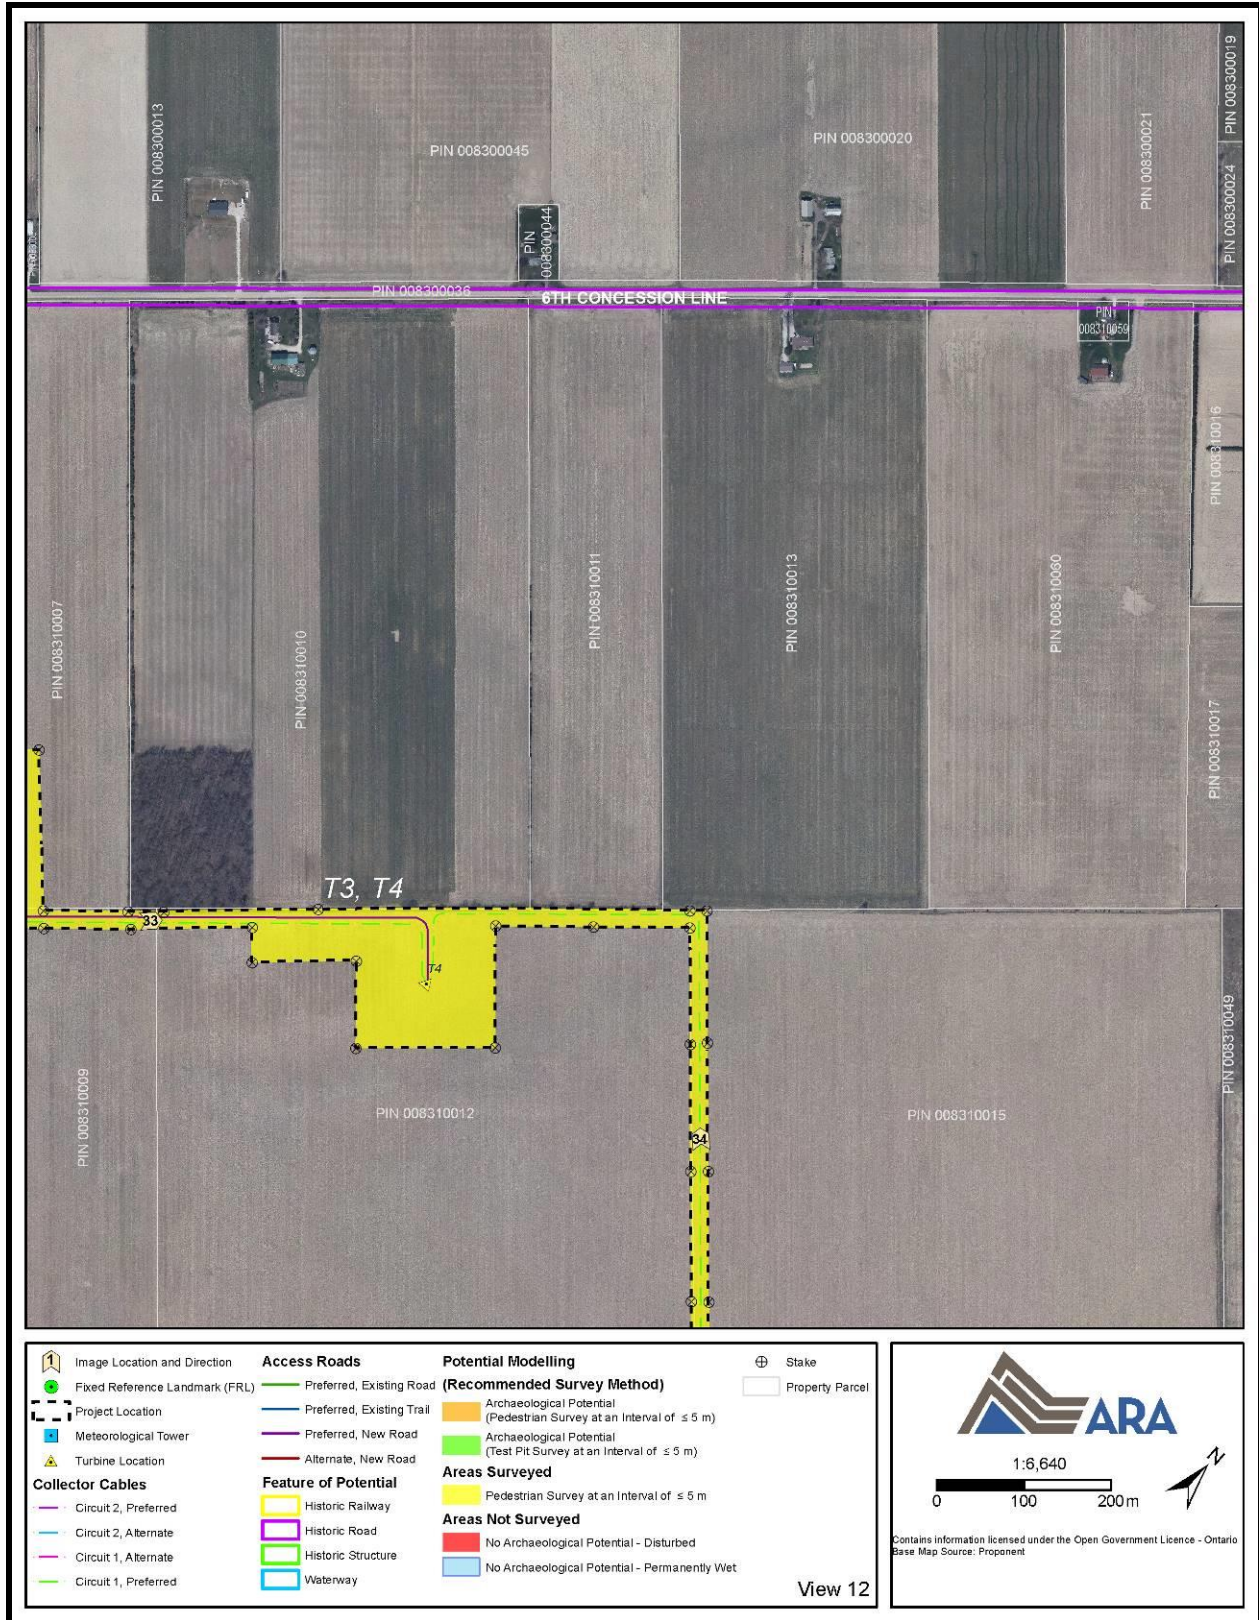 PIN 008300013
PIN 008300045
PIN
008300044
PIN 008300020
PIN 008300021
PIN 008300019
PIN 008300024
PIN 008300036
6TH CONCESSION LINE
PIN
008310059
PIN 008310016
PIN 008310007
PIN 008310010
PIN 008310011
PIN 008310013
PIN 008310060
PIN 008310017
T3, T4
33
T4
34
PIN 008310009
PIN 008310012
PIN 008310015
PIN 008310049
1 Image Location and Direction
Fixed Reference Landmark (FRL)
Project Location
Meteorological Tower
Turbine Location
Collector Cables
Circuit 2, Preferred
Circuit 2, Alternate
Circuit 1, Alternate
Circuit 1, Preferred
Access Roads
Preferred, Existing Road
Preferred, Existing Trail
Preferred, New Road
Alternate, New Road
Feature of Potential
Historic Railway
Historic Road
Historic Structure
Waterway
Potential Modelling
(Recommended Survey Method)
Archaeological Potential
(Pedestrian Survey at an Interval of ≤ 5 m)
Archaeological Potential
(Test Pit Survey at an Interval of ≤ 5 m)
Areas Surveyed
Pedestrian Survey at an Interval of ≤ 5 m
Areas Not Surveyed
No Archaeological Potential - Disturbed
No Archaeological Potential - Permanently Wet
Stake
Property Parcel
View 12
ARA
1:6,640
0 100 200 m
N
Contains information licensed under the Open Government Licence - Ontario
Base Map Source: Proponent